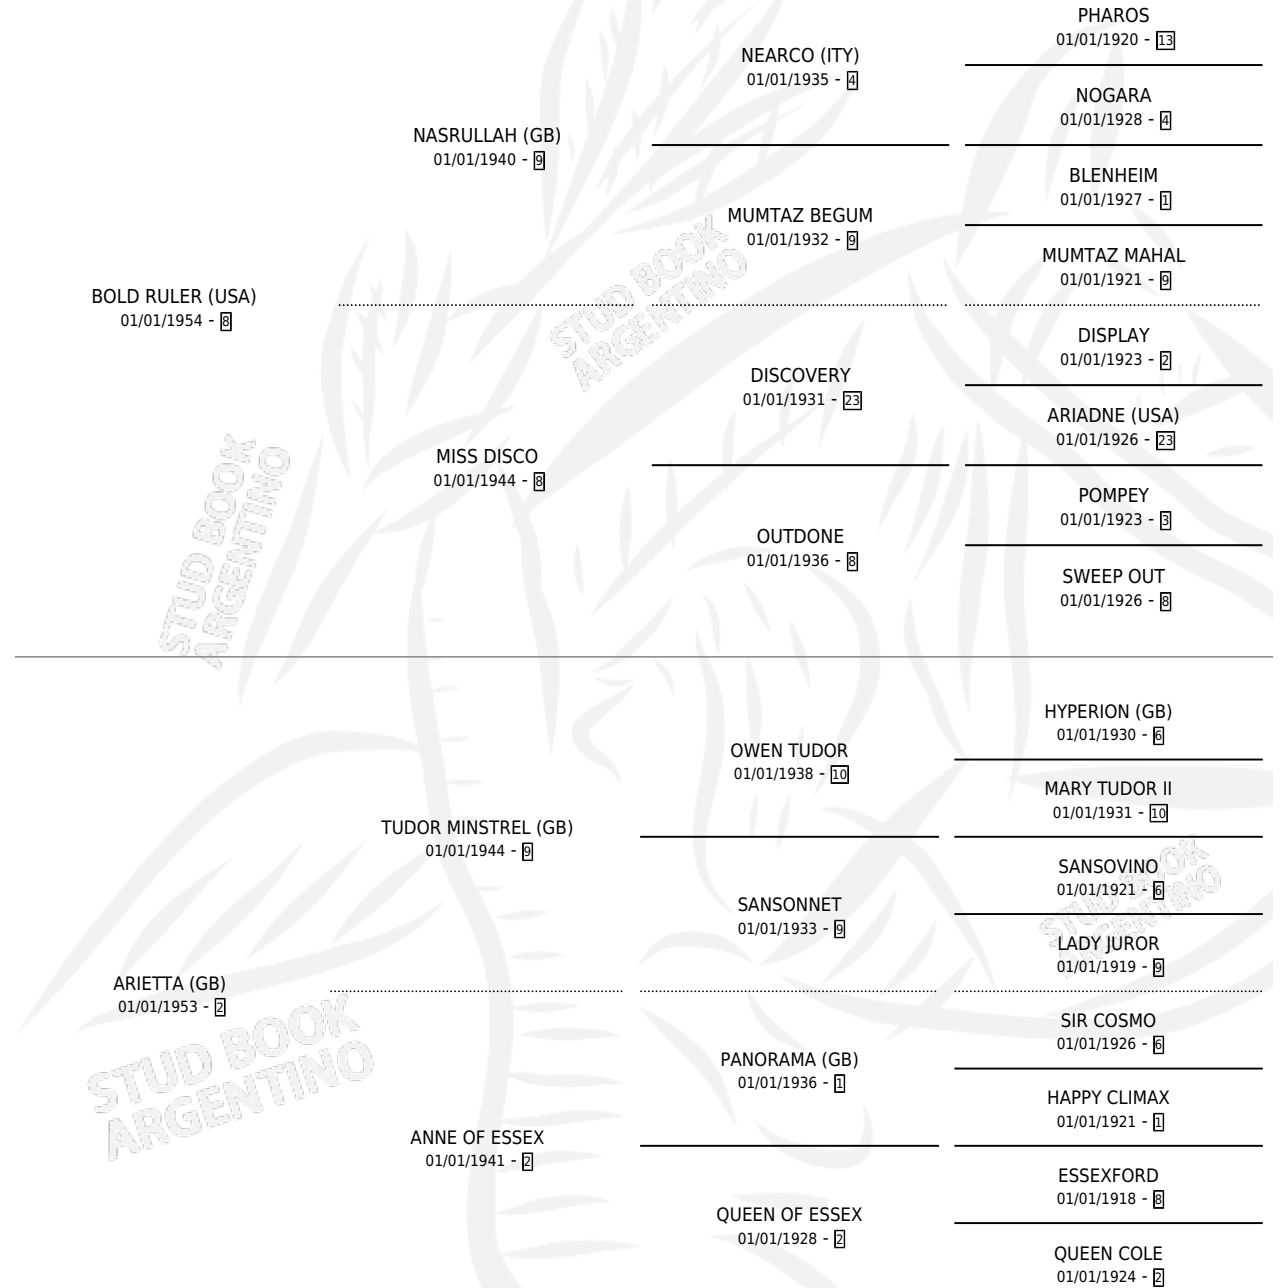 PHAROS
01/01/1920 - 13
NEARCO (ITY)
01/01/1935 - 4
NOGARA
01/01/1928 - 4
NASRULLAH (GB)
01/01/1940 - 9
BLENHEIM
01/01/1927 - 1
MUMTAZ BEGUM
01/01/1932 - 9
MUMTAZ MAHAL
01/01/1921 - 9
BOLD RULER (USA)
01/01/1954 - 8
STUD BOOK
ARGENTINO
DISPLAY
01/01/1923 - 2
DISCOVERY
01/01/1931 - 23
ARIADNE (USA)
01/01/1926 - 23
MISS DISCO
01/01/1944 - 8
POMPEY
01/01/1923 - 3
OUTDONE
01/01/1936 - 8
SWEEP OUT
01/01/1926 - 8
STUD BOOK
ARGENTINO
HYPERION (GB)
01/01/1930 - 6
OWEN TUDOR
01/01/1938 - 10
MARY TUDOR II
01/01/1931 - 10
TUDOR MINSTREL (GB)
01/01/1944 - 9
SANSOVINO
01/01/1921 - 6
SANSONNET
01/01/1933 - 9
LADY JUROR
01/01/1919 - 9
STUD BOOK
ARGENTINO
ARIETTA (GB)
01/01/1953 - 2
SIR COSMO
01/01/1926 - 6
PANORAMA (GB)
01/01/1936 - 1
HAPPY CLIMAX
01/01/1921 - 1
STUD BOOK
ARGENTINO
ANNE OF ESSEX
01/01/1941 - 2
ESSEXFORD
01/01/1918 - 8
QUEEN OF ESSEX
01/01/1928 - 2
QUEEN COLE
01/01/1924 - 2